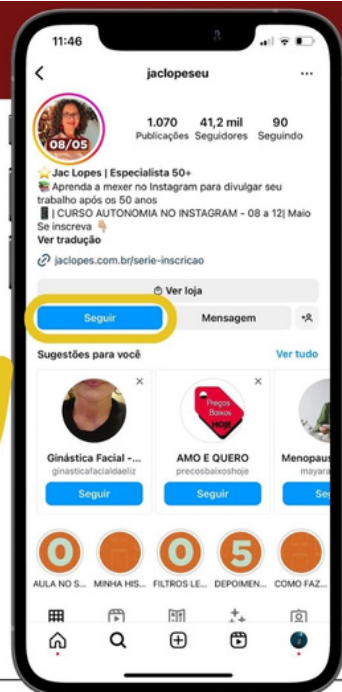 11:46
jaclopeseu
1.070 41,2 mil 90
Publicações Seguidores Seguindo
08/05
Jac Lopes | Especialista 50+
Aprenda a mexer no Instagram para divulgar seu
trabalho após os 50 anos
| CURSO AUTONOMIA NO INSTAGRAM - 08 a 12| Maio
Se inscreva
Ver tradução
jaclopes.com.br/serie-inscricao
Ver loja
Seguir Mensagem
Sugestões para você Ver tudo
Preços
Baixos
HOJE
Ginástica Facial -... AMO E QUERO Menopaus
ginasticafacialdaeliz precosbaixoshoje mayara
Seguir Seguir Se
0 0 5
AULA NO S... MINHA HIS... FILTROS LE... DEPOIMEN... COMO FAZ...